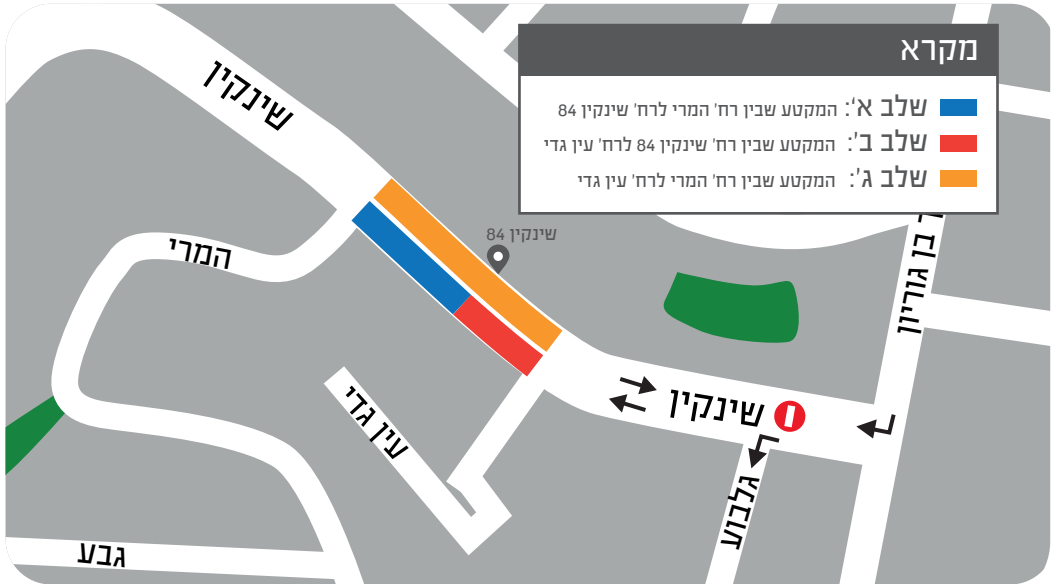 מקרא
שלב א': המקטע שבין רח' המרי לרח' שינקין 84
שלב ב': המקטע שבין רח' שינקין 84 לרח' עין גדי
שלב ג': המקטע שבין רח' המרי לרח' עין גדי
שינקין
שינקין 84
המרי
בן גוריון
שינקין
עין גדי
גלבוע
גבע